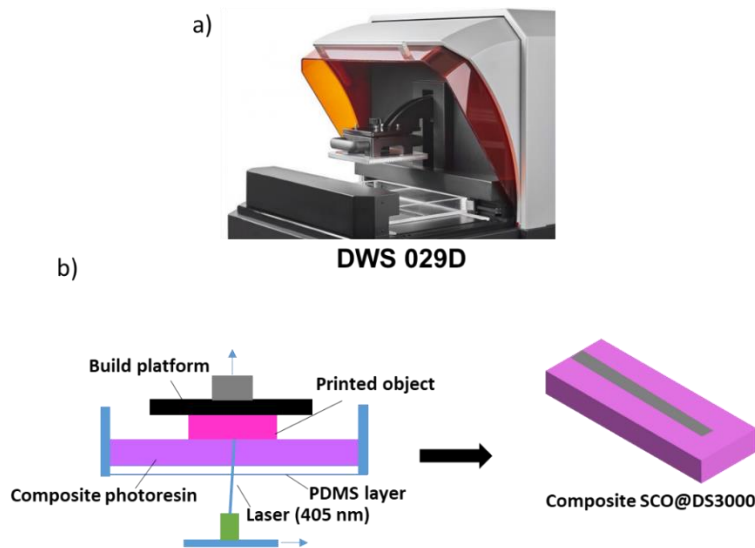 a)
DWS 029D
b)
Build platform
Printed object
Composite photoresin
PDMS layer
Laser (405 nm)
Composite SCO@DS3000